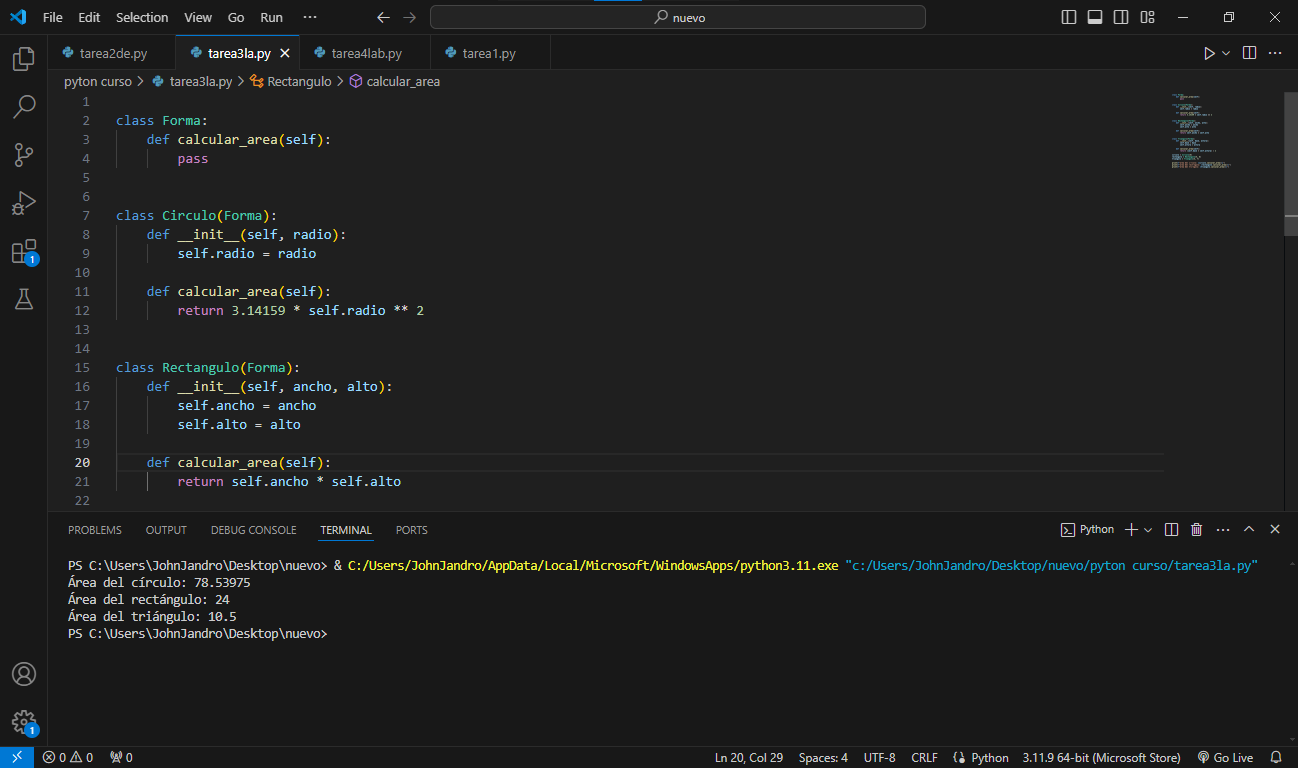 File Edit Selection View Go Run ··· nuevo
tarea2de.py tarea3la.py tarea4lab.py tarea1.py
pyton curso > tarea3la.py > Rectangulo > calcular_area
1
2 class Forma:
3 def calcular_area(self):
4 pass
5
6
7 class Circulo(Forma):
8 def __init__(self, radio):
9 self.radio = radio
10
11 def calcular_area(self):
12 return 3.14159 * self.radio ** 2
13
14
15 class Rectangulo(Forma):
16 def __init__(self, ancho, alto):
17 self.ancho = ancho
18 self.alto = alto
19
20 def calcular_area(self):
21 return self.ancho * self.alto
22
1
PROBLEMS OUTPUT DEBUG CONSOLE TERMINAL PORTS Python
PS C:\Users\JohnJandro\Desktop\nuevo> & C:/Users/JohnJandro/AppData/Local/Microsoft/WindowsApps/python3.11.exe "c:/Users/JohnJandro/Desktop/nuevo/pyton curso/tarea3la.py"
Área del círculo: 78.53975
Área del rectángulo: 24
Área del triángulo: 10.5
PS C:\Users\JohnJandro\Desktop\nuevo>
1
0 0 0 Ln 20, Col 29 Spaces: 4 UTF-8 CRLF Python 3.11.9 64-bit (Microsoft Store) Go Live